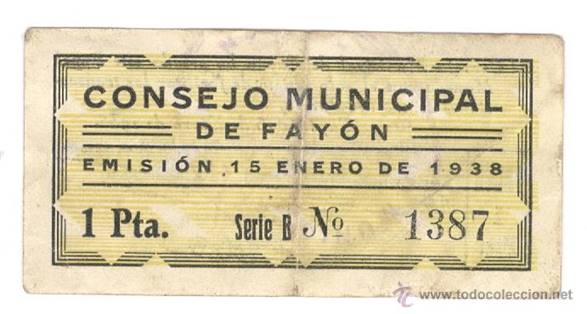 CONSEJO MUNICIPAL
DE FAYÓN
EMISIÓN 15 ENERO DE 1938
1 Pta. Serie B Nº 1387
www.todocoleccion.net